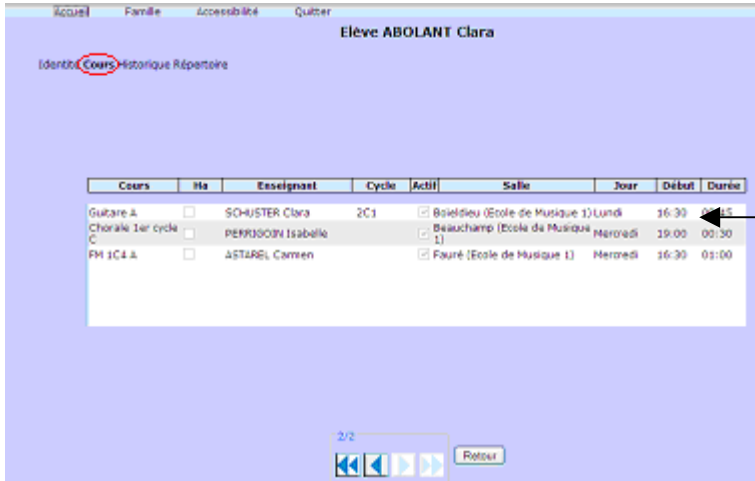 Accueil Famille Accessibilité Quitter
Elève ABOLANT Clara
Identité Cours Historique Répertoire
Cours Ha Enseignant Cycle Actif Salle Jour Début Durée
Guitare A SCHUSTER Clara 2C1 Boieldieu (Ecole de Musique 1) Lundi 16:30
Chorale 1er cycle C PERRIGOIN Isabelle Beauchamp (Ecole de Musique 1) Mercredi 19:00 00:30
FM 1C4 A ASTAREL Carmen Fauré (Ecole de Musique 1) Mercredi 16:30 01:00
2/2
Retour